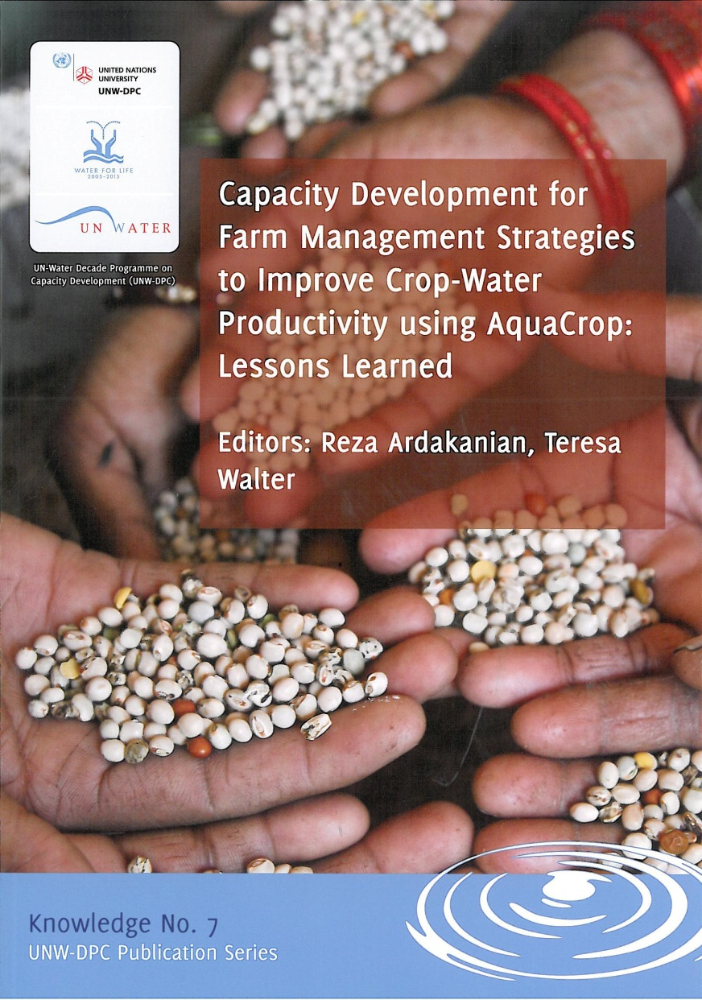 UNITED NATIONS
UNIVERSITY
UNW-DPC
WATER FOR LIFE
2005-2015
UN WATER
UN-Water Decade Programme on
Capacity Development (UNW-DPC)
Capacity Development for
Farm Management Strategies
to Improve Crop-Water
Productivity using AquaCrop:
Lessons Learned
Editors: Reza Ardakanian, Teresa
Walter
Knowledge No. 7
UNW-DPC Publication Series